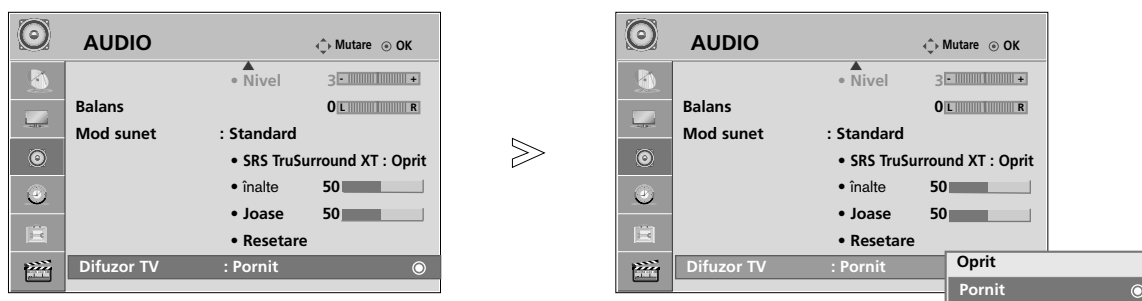 AUDIO Mutare OK
• Nivel 3 - +
Balans 0 L R
Mod sunet : Standard
• SRS TruSurround XT : Oprit
• înalte 50
• Joase 50
• Resetare
Difuzor TV : Pornit
AUDIO Mutare OK
• Nivel 3 - +
Balans 0 L R
Mod sunet : Standard
• SRS TruSurround XT : Oprit
• înalte 50
• Joase 50
• Resetare
Difuzor TV : Pornit
Oprit
Pornit